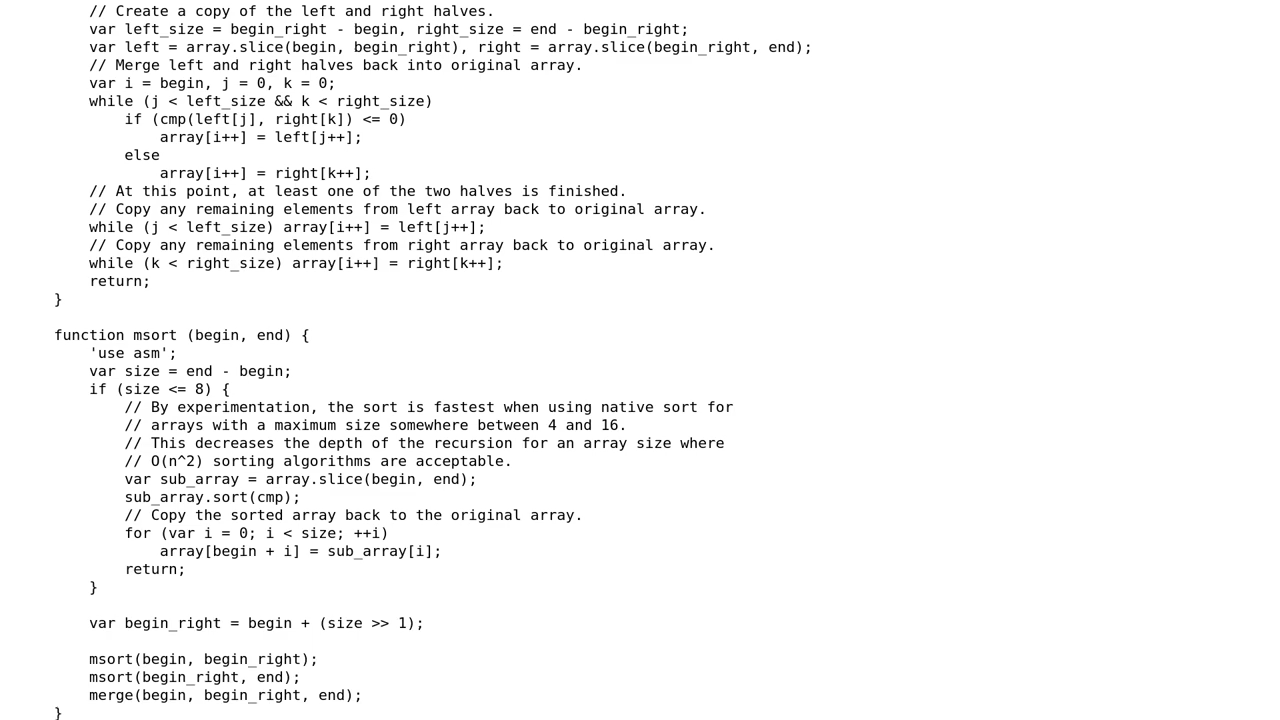 // Create a copy of the left and right halves.
var left_size = begin_right - begin, right_size = end - begin_right;
var left = array.slice(begin, begin_right), right = array.slice(begin_right, end);
// Merge left and right halves back into original array.
var i = begin, j = 0, k = 0;
while (j < left_size && k < right_size)
if (cmp(left[j], right[k]) <= 0)
array[i++] = left[j++];
else
array[i++] = right[k++];
// At this point, at least one of the two halves is finished.
// Copy any remaining elements from left array back to original array.
while (j < left_size) array[i++] = left[j++];
// Copy any remaining elements from right array back to original array.
while (k < right_size) array[i++] = right[k++];
return;
}
function msort (begin, end) {
'use asm';
var size = end - begin;
if (size <= 8) {
// By experimentation, the sort is fastest when using native sort for
// arrays with a maximum size somewhere between 4 and 16.
// This decreases the depth of the recursion for an array size where
// O(n^2) sorting algorithms are acceptable.
var sub_array = array.slice(begin, end);
sub_array.sort(cmp);
// Copy the sorted array back to the original array.
for (var i = 0; i < size; ++i)
array[begin + i] = sub_array[i];
return;
}
var begin_right = begin + (size >> 1);
msort(begin, begin_right);
msort(begin_right, end);
merge(begin, begin_right, end);
}